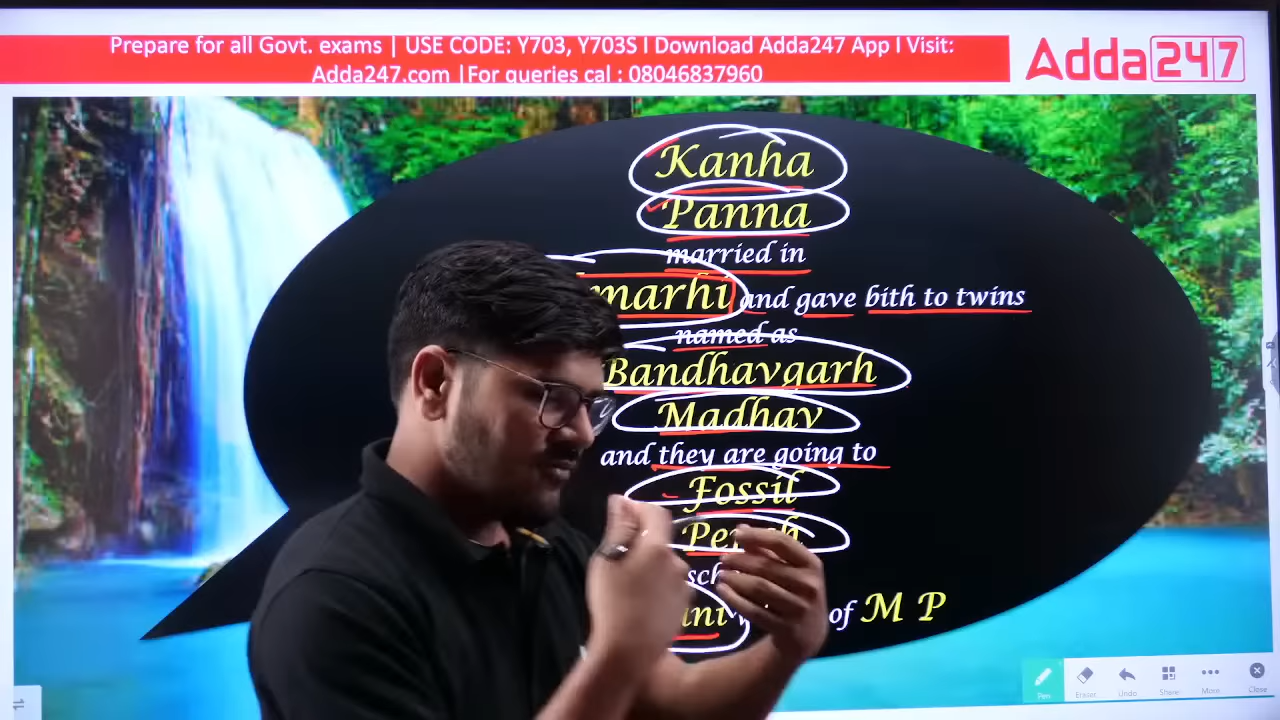 Prepare for all Govt. exams | USE CODE: Y703, Y703S I Download Adda247 App I Visit:
Adda247.com |For queries cal : 08046837960
Adda247
Kanha
Panna
married in
and gave bith to twins
named as
Bandhavgarh
Madhav
and they are going to
Fossil
of M P
Pen
Eraser
Undo
Share
More
Close